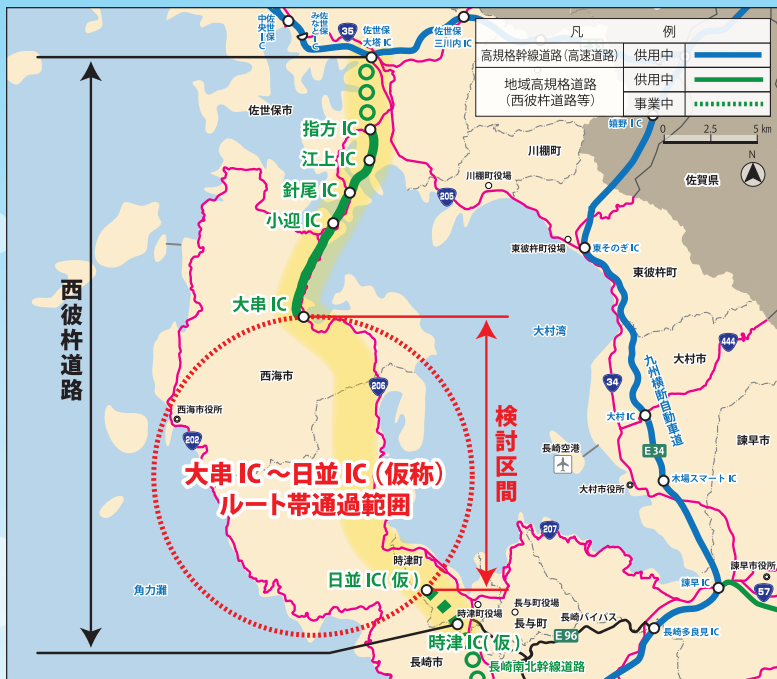 凡 例
高規格幹線道路(高速道路) 供用中
地域高規格道路
(西彼杵道路等)
供用中
事業中
0 2.5 5 km
N
佐世保
中央IC
佐世保
みなとIC
35
佐世保
大塔 IC
佐世保
三川内 IC
佐世保市
指方 IC
江上 IC
針尾 IC
小迎 IC
大串 IC
川棚町
川棚町役場
205
嬉野 IC
佐賀県
東彼杵町役場
東そのぎ IC
東彼杵町
西彼杵道路
大村湾
検討区間
西海市
西海市役所
202
206
大串 IC ～日並 IC(仮称)
ルート帯通過範囲
34
九州横断自動車道
大村市
444
大村 IC
E 34
長崎空港
諫早市
木場スマート IC
大村市役所
207
時津町
日並 IC(仮)
角力灘
時津町役場
長与町役場
長与町
長崎バイパス
E 96
時津 IC(仮)
長崎市
長崎南北幹線道路
長崎多良見 IC
諫早 IC
諫早市役所
57